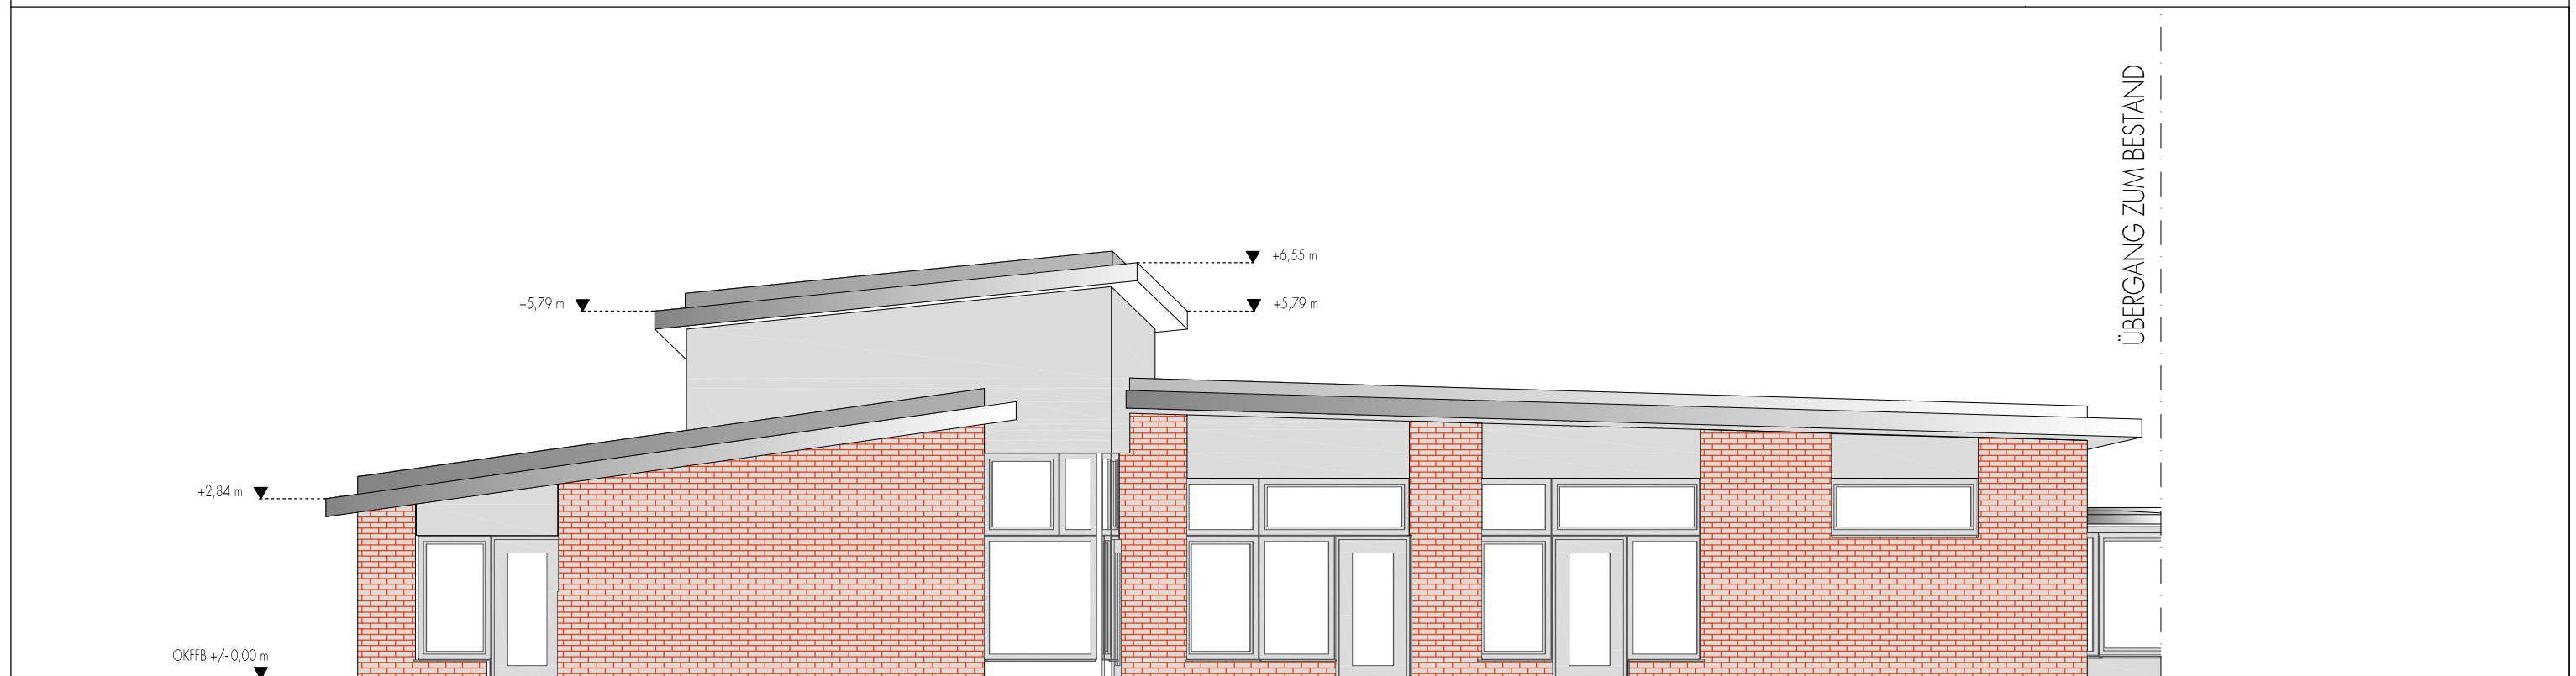 ÜBERGANG ZUM BESTAND
+6,55 m
+5,79 m
+5,79 m
+2,84 m
OKFFB +/- 0,00 m